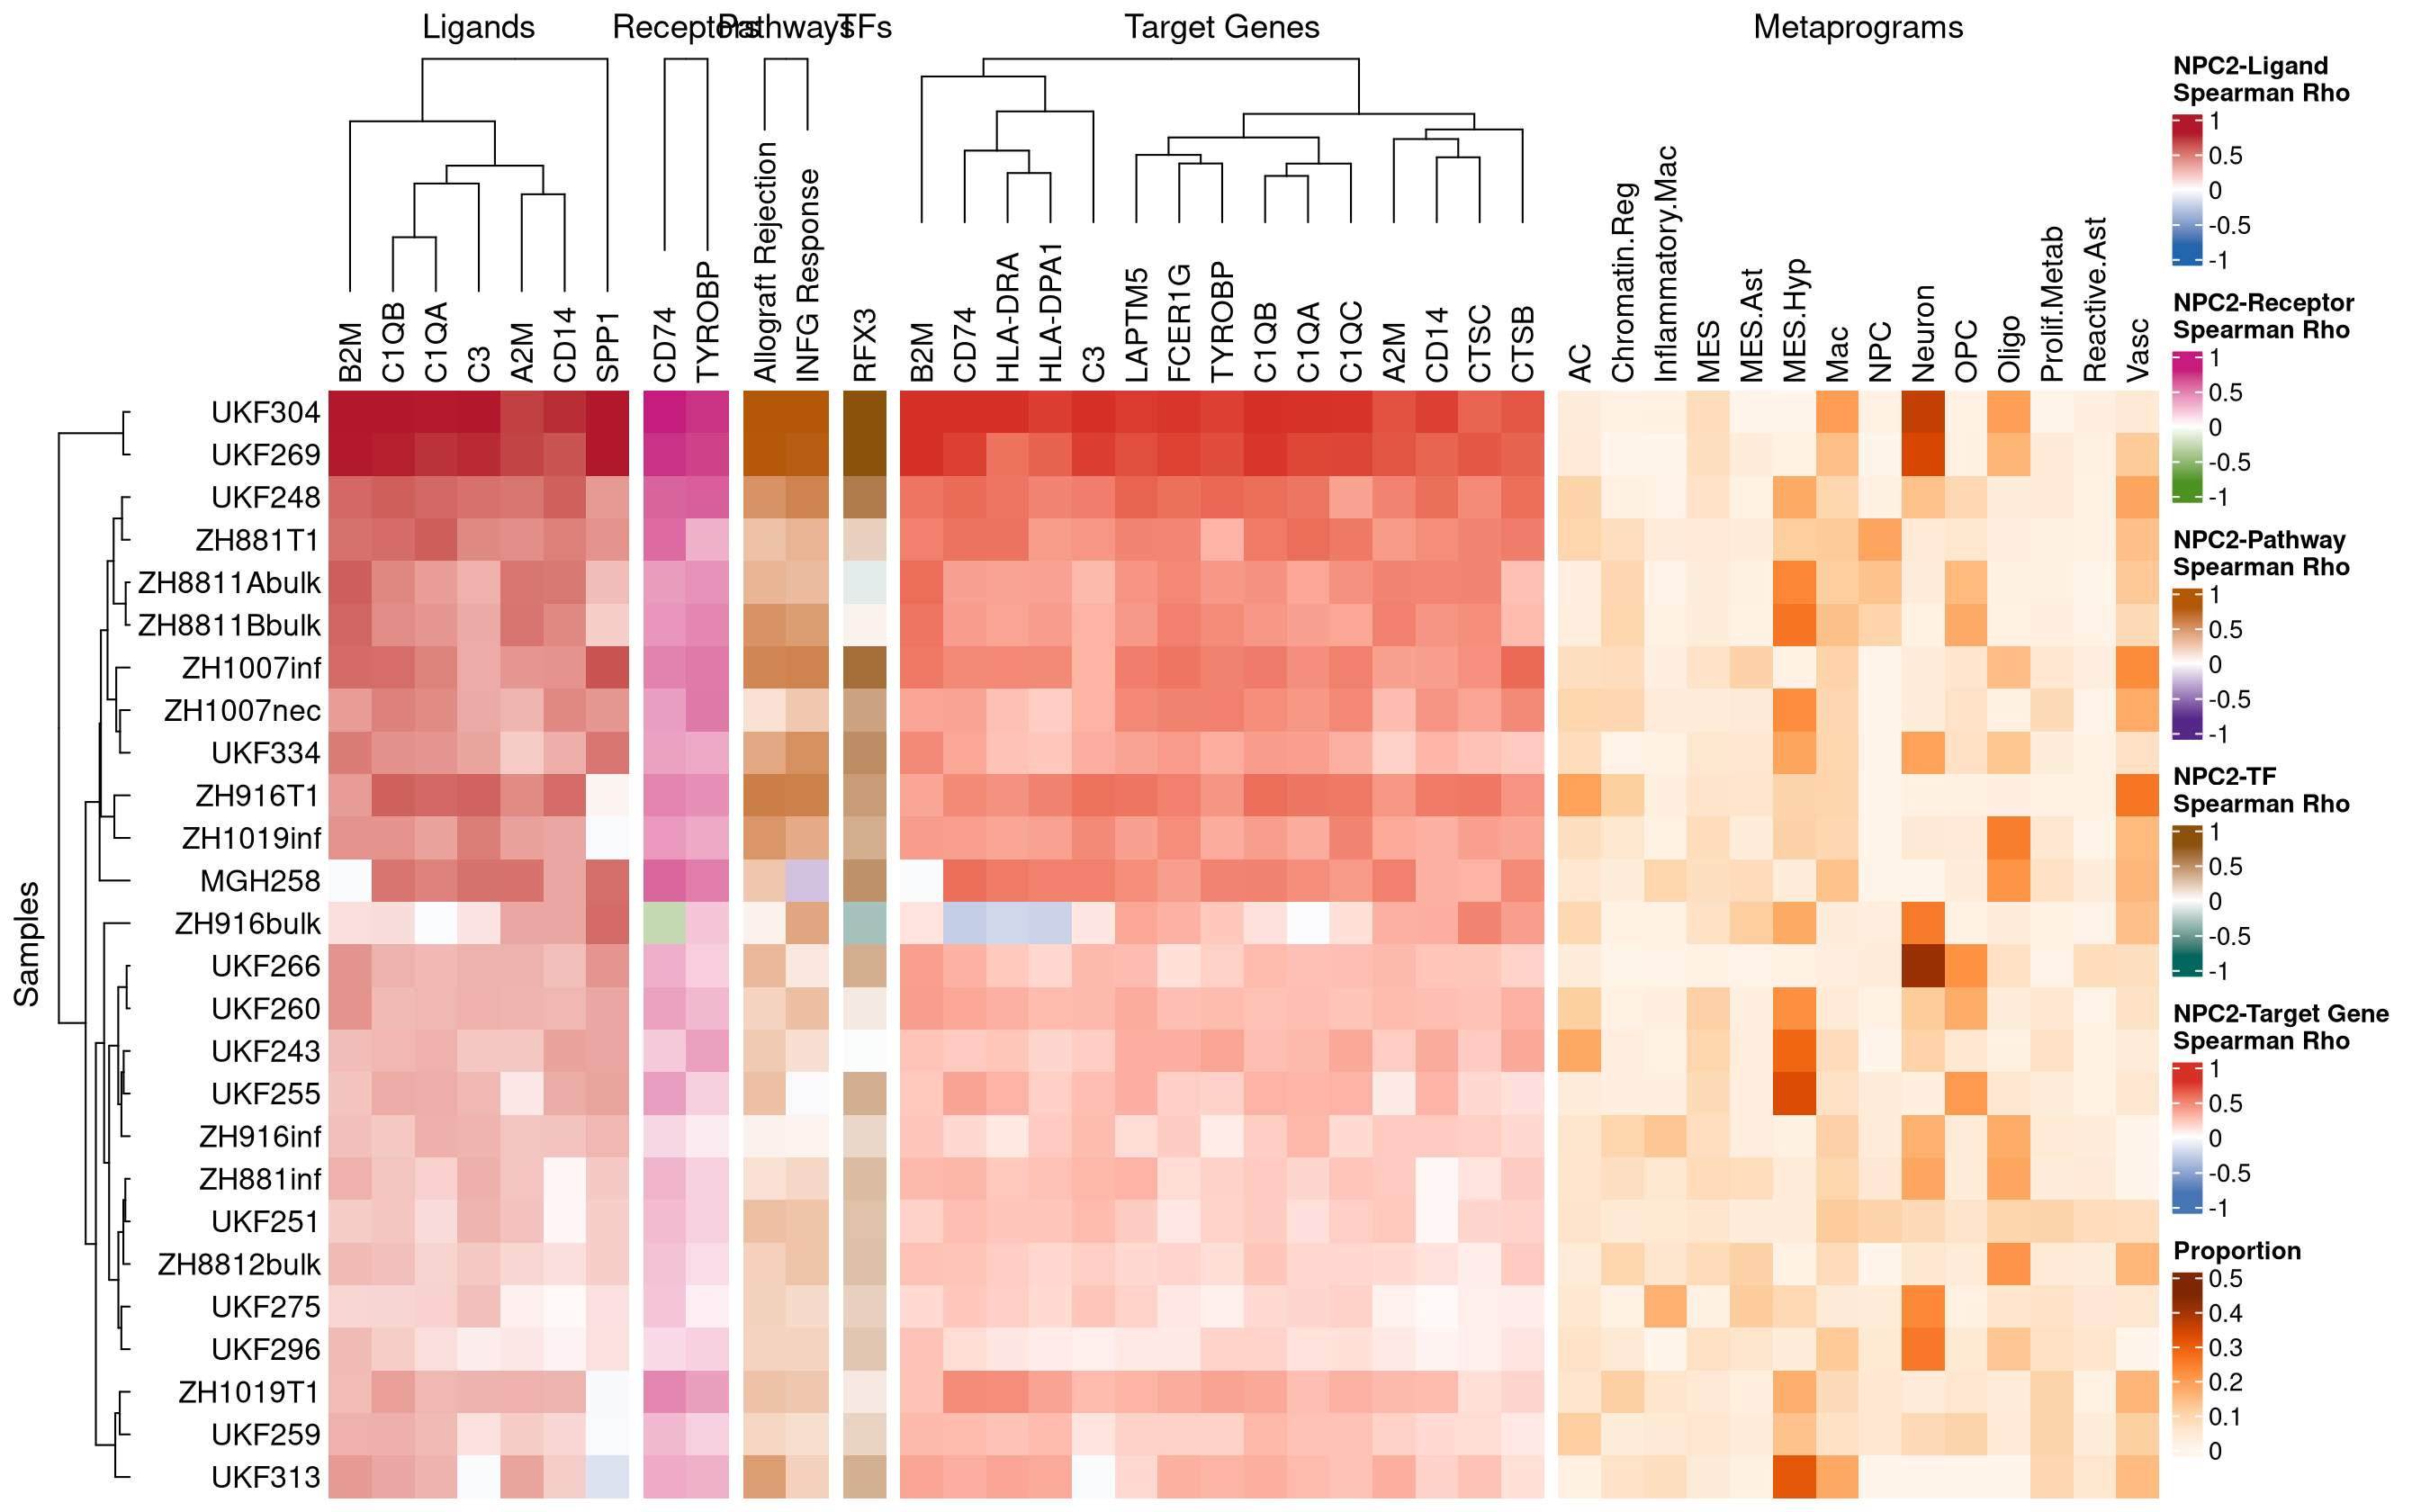 Ligands Receptors Pathways TFs Target Genes Metaprograms
B2M C1QB C1QA C3 A2M CD14 SPP1 CD74 TYROBP Allograft Rejection INFG Response RFX3 B2M CD74 HLA-DRA HLA-DPA1 C3 LAPTM5 FCER1G TYROBP C1QB C1QA C1QC A2M CD14 CTSC CTSB AC Chromatin.Reg Inflammatory.Mac MES MES.Ast MES.Hyp Mac NPC Neuron OPC Oligo Prolif.Metab Reactive.Ast Vasc
Samples
UKF304
UKF269
UKF248
ZH881T1
ZH8811Abulk
ZH8811Bbulk
ZH1007inf
ZH1007nec
UKF334
ZH916T1
ZH1019inf
MGH258
ZH916bulk
UKF266
UKF260
UKF243
UKF255
ZH916inf
ZH881inf
UKF251
ZH8812bulk
UKF275
UKF296
ZH1019T1
UKF259
UKF313
NPC2-Ligand
Spearman Rho
1
0.5
0
-0.5
-1
NPC2-Receptor
Spearman Rho
1
0.5
0
-0.5
-1
NPC2-Pathway
Spearman Rho
1
0.5
0
-0.5
-1
NPC2-TF
Spearman Rho
1
0.5
0
-0.5
-1
NPC2-Target Gene
Spearman Rho
1
0.5
0
-0.5
-1
Proportion
0.5
0.4
0.3
0.2
0.1
0